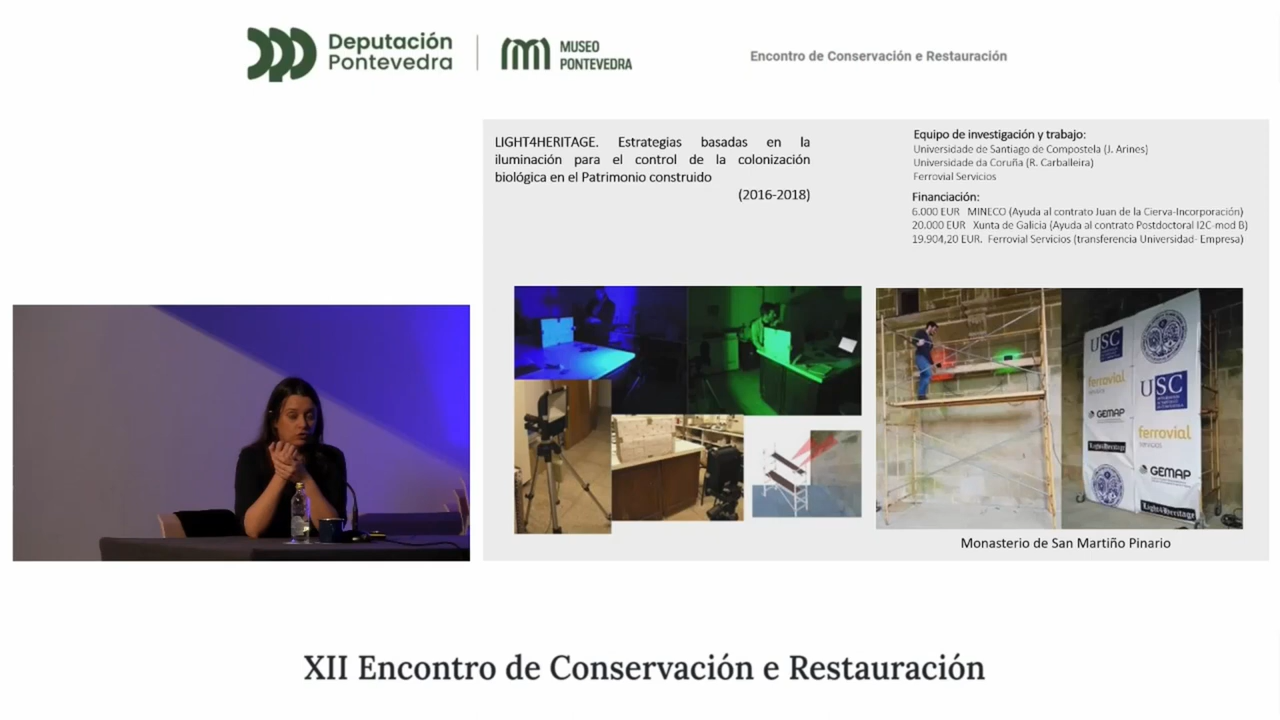 Deputación
Pontevedra
MUSEO
PONTEVEDRA
Encontro de Conservación e Restauración
LIGHT4HERITAGE. Estrategias basadas en la
iluminación para el control de la colonización
biológica en el Patrimonio construido
(2016-2018)
Equipo de investigación y trabajo:
Universidade de Santiago de Compostela (J. Arines)
Universidade da Coruña (R. Carballeira)
Ferrovial Servicios
Financiación:
6.000 EUR MINECO (Ayuda al contrato Juan de la Cierva-Incorporación)
20.000 EUR Xunta de Galicia (Ayuda al contrato Postdoctoral I2C-mod B)
19.904,20 EUR. Ferrovial Servicios (transferencia Universidad- Empresa)
USC
ferrovial
GEMAP
Light4Heritage
USC
ferrovial
servicios
GEMAP
Light4Heritage
Monasterio de San Martiño Pinario
XII Encontro de Conservación e Restauración